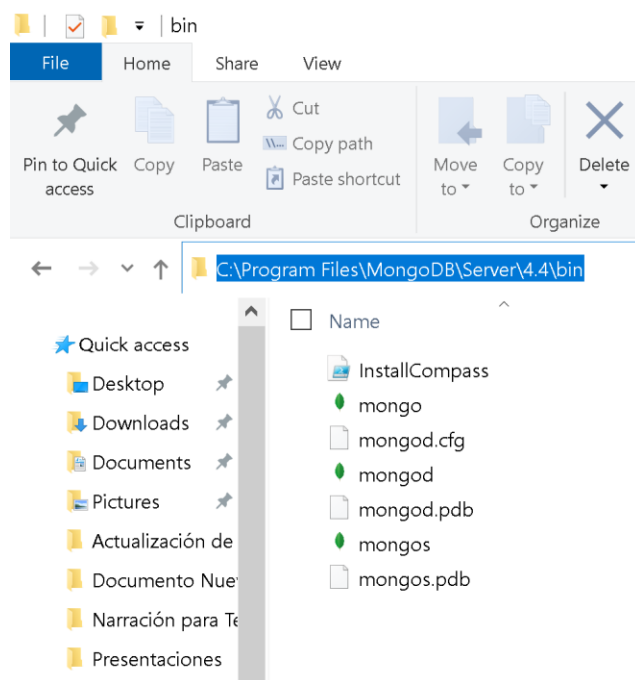 bin
File Home Share View
Pin to Quick access
Copy
Paste
Cut
W... Copy path
Paste shortcut
Move to
Copy to
Delete
Clipboard
Organize
C:\Program Files\MongoDB\Server\4.4\bin
Name
Quick access
Desktop
Downloads
Documents
Pictures
Actualización de
Documento Nue
Narración para Te
Presentaciones
InstallCompass
mongo
mongod.cfg
mongod
mongod.pdb
mongos
mongos.pdb